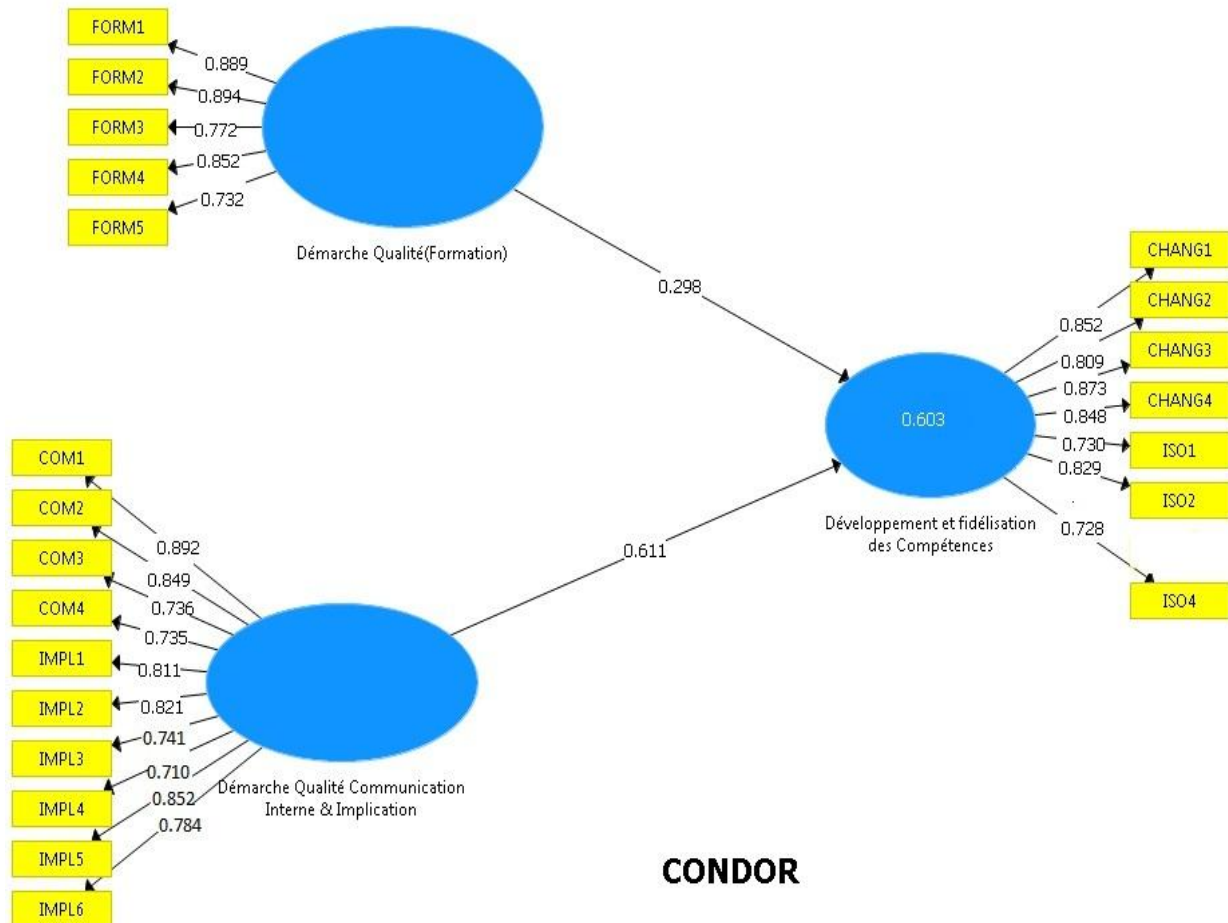 FORM1
FORM2
FORM3
FORM4
FORM5
0.889
0.894
0.772
0.852
0.732
Démarche Qualité(Formation)
0.298
CHANG1
CHANG2
CHANG3
CHANG4
ISO1
ISO2
ISO4
0.852
0.809
0.873
0.848
0.730
0.829
0.728
0.603
Développement et fidélisation
des Compétences
0.611
COM1
COM2
COM3
COM4
IMPL1
IMPL2
IMPL3
IMPL4
IMPL5
IMPL6
0.892
0.849
0.736
0.735
0.811
0.821
0.741
0.710
0.852
0.784
Démarche Qualité Communication
Interne & Implication
CONDOR